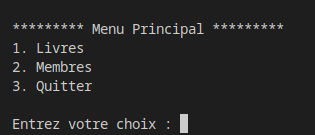 ********* Menu Principal *********
1. Livres
2. Membres
3. Quitter
Entrez votre choix :